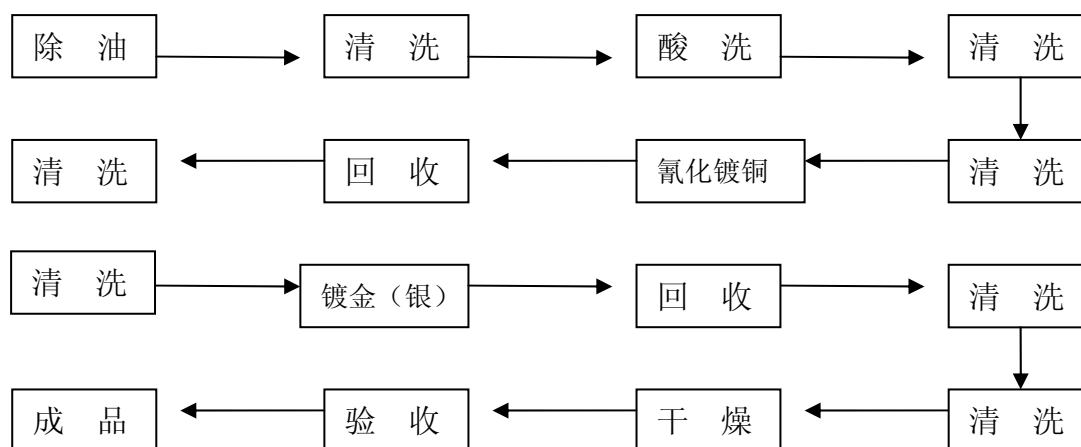 除 油 清 洗 酸 洗 清 洗
清 洗 回 收 氰化镀铜 清 洗
清 洗 镀金（银） 回 收 清 洗
成 品 验 收 干 燥 清 洗